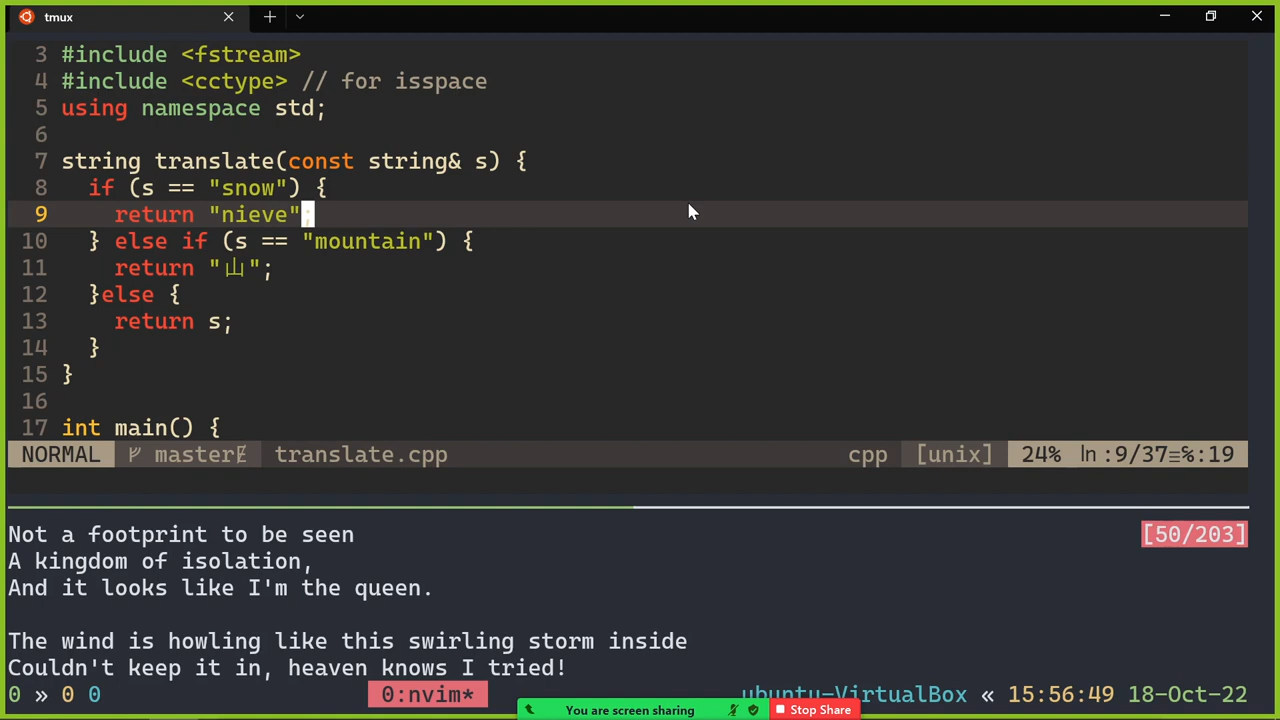 tmux
3 #include <fstream>
4 #include <cctype> // for isspace
5 using namespace std;
6
7 string translate(const string& s) {
8   if (s == "snow") {
9     return "nieve";
10   } else if (s == "mountain") {
11     return "山";
12   }else {
13     return s;
14   }
15 }
16
17 int main() {
NORMAL master translate.cpp cpp [unix] 24% ln :9/37≡℅:19
Not a footprint to be seen [50/203]
A kingdom of isolation,
And it looks like I'm the queen.
The wind is howling like this swirling storm inside
Couldn't keep it in, heaven knows I tried!
0 » 0 0 0:nvim* ubuntu-VirtualBox « 15:56:49 18-Oct-22
You are screen sharing Stop Share